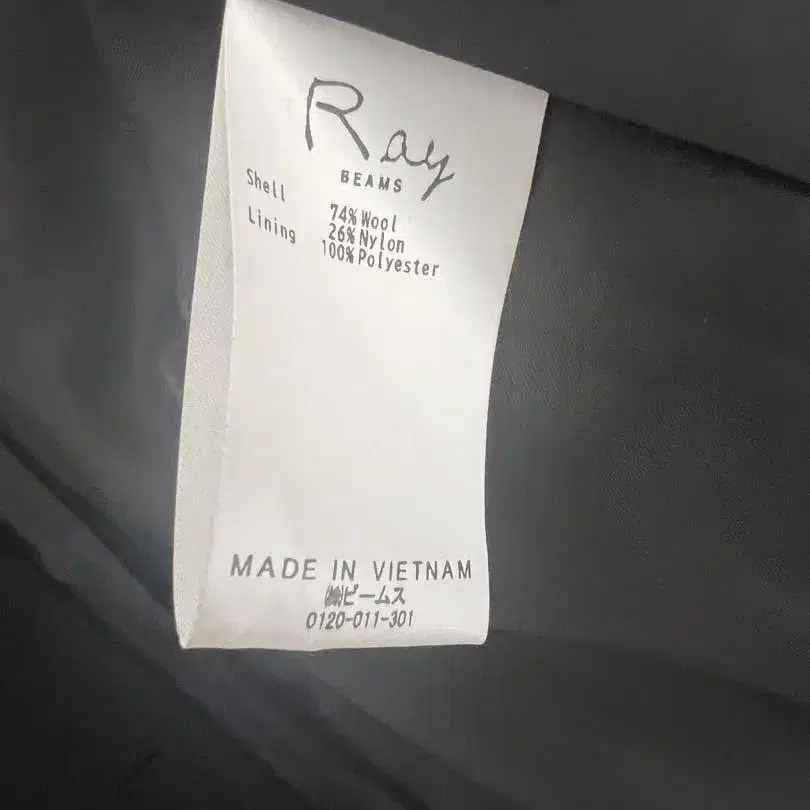 Ray
BEAMS
Shell 74% Wool
26% Nylon
Lining 100% Polyester
MADE IN VIETNAM
㈱ビームス
0120-011-301